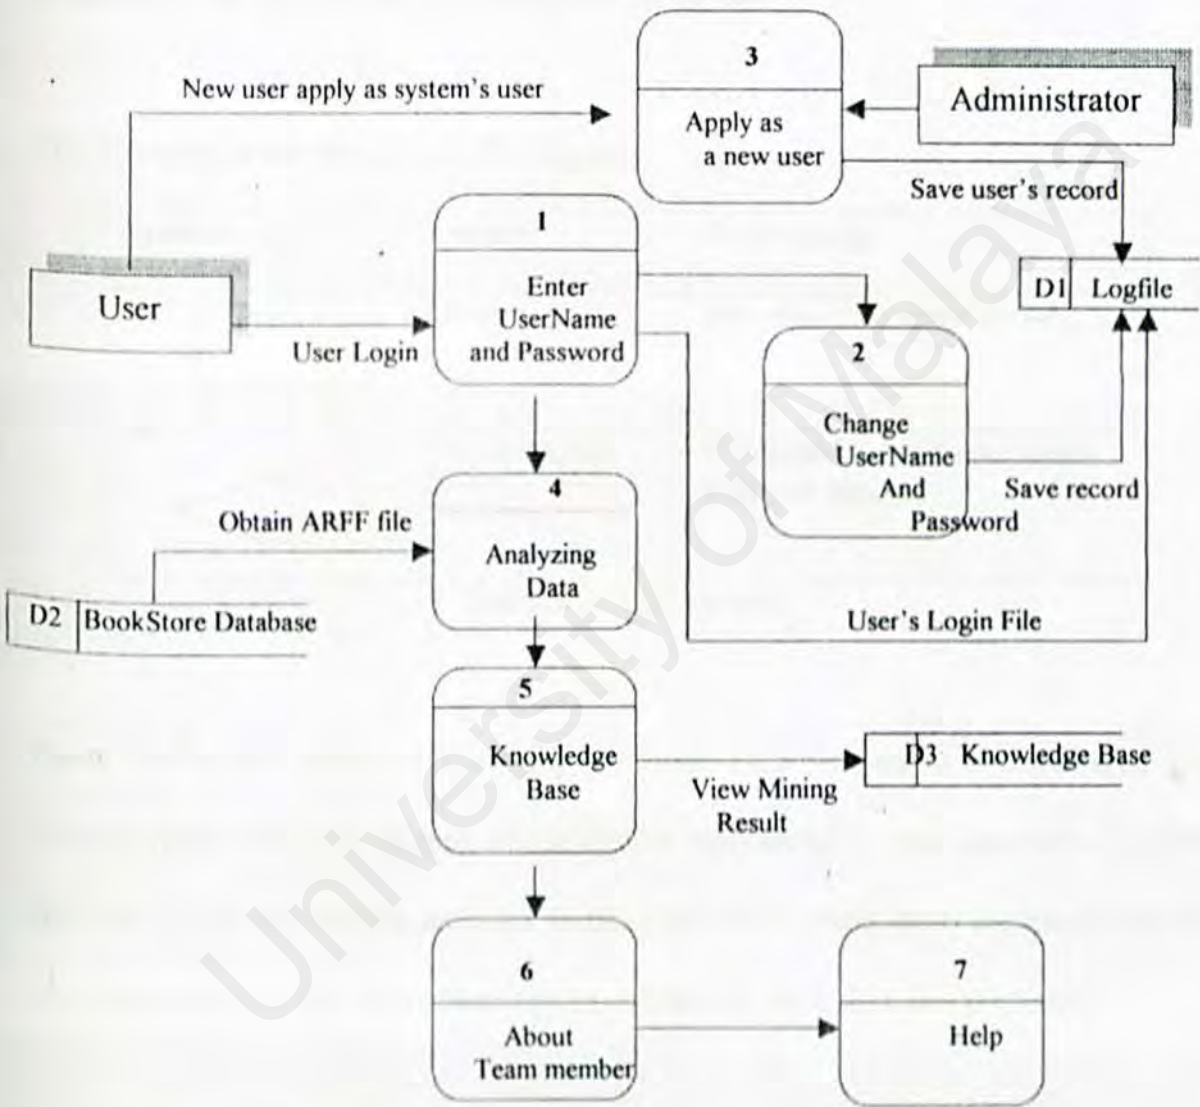 3
New user apply as system's user
Administrator
Apply as
a new user
Save user's record
1
D1 Logfile
User
Enter
UserName
and Password
User Login
2
Change
UserName
And
Password
Save record
4
Obtain ARFF file
Analyzing
Data
D2 BookStore Database
User's Login File
5
Knowledge
Base
D3 Knowledge Base
View Mining
Result
6
7
About
Team member
Help
University of Malaya